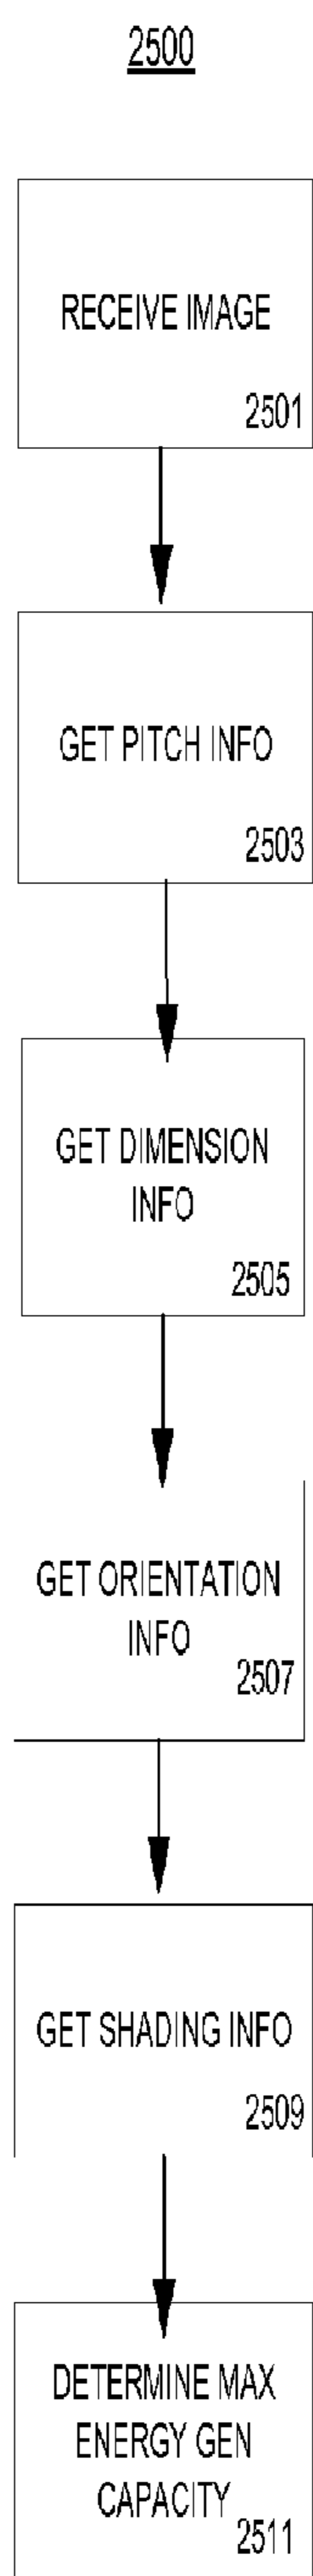 2500
RECEIVE IMAGE
2501
GET PITCH INFO
2503
GET DIMENSION
INFO
2505
GET ORIENTATION
INFO
2507
GET SHADING INFO
2509
DETERMINE MAX
ENERGY GEN
CAPACITY
2511